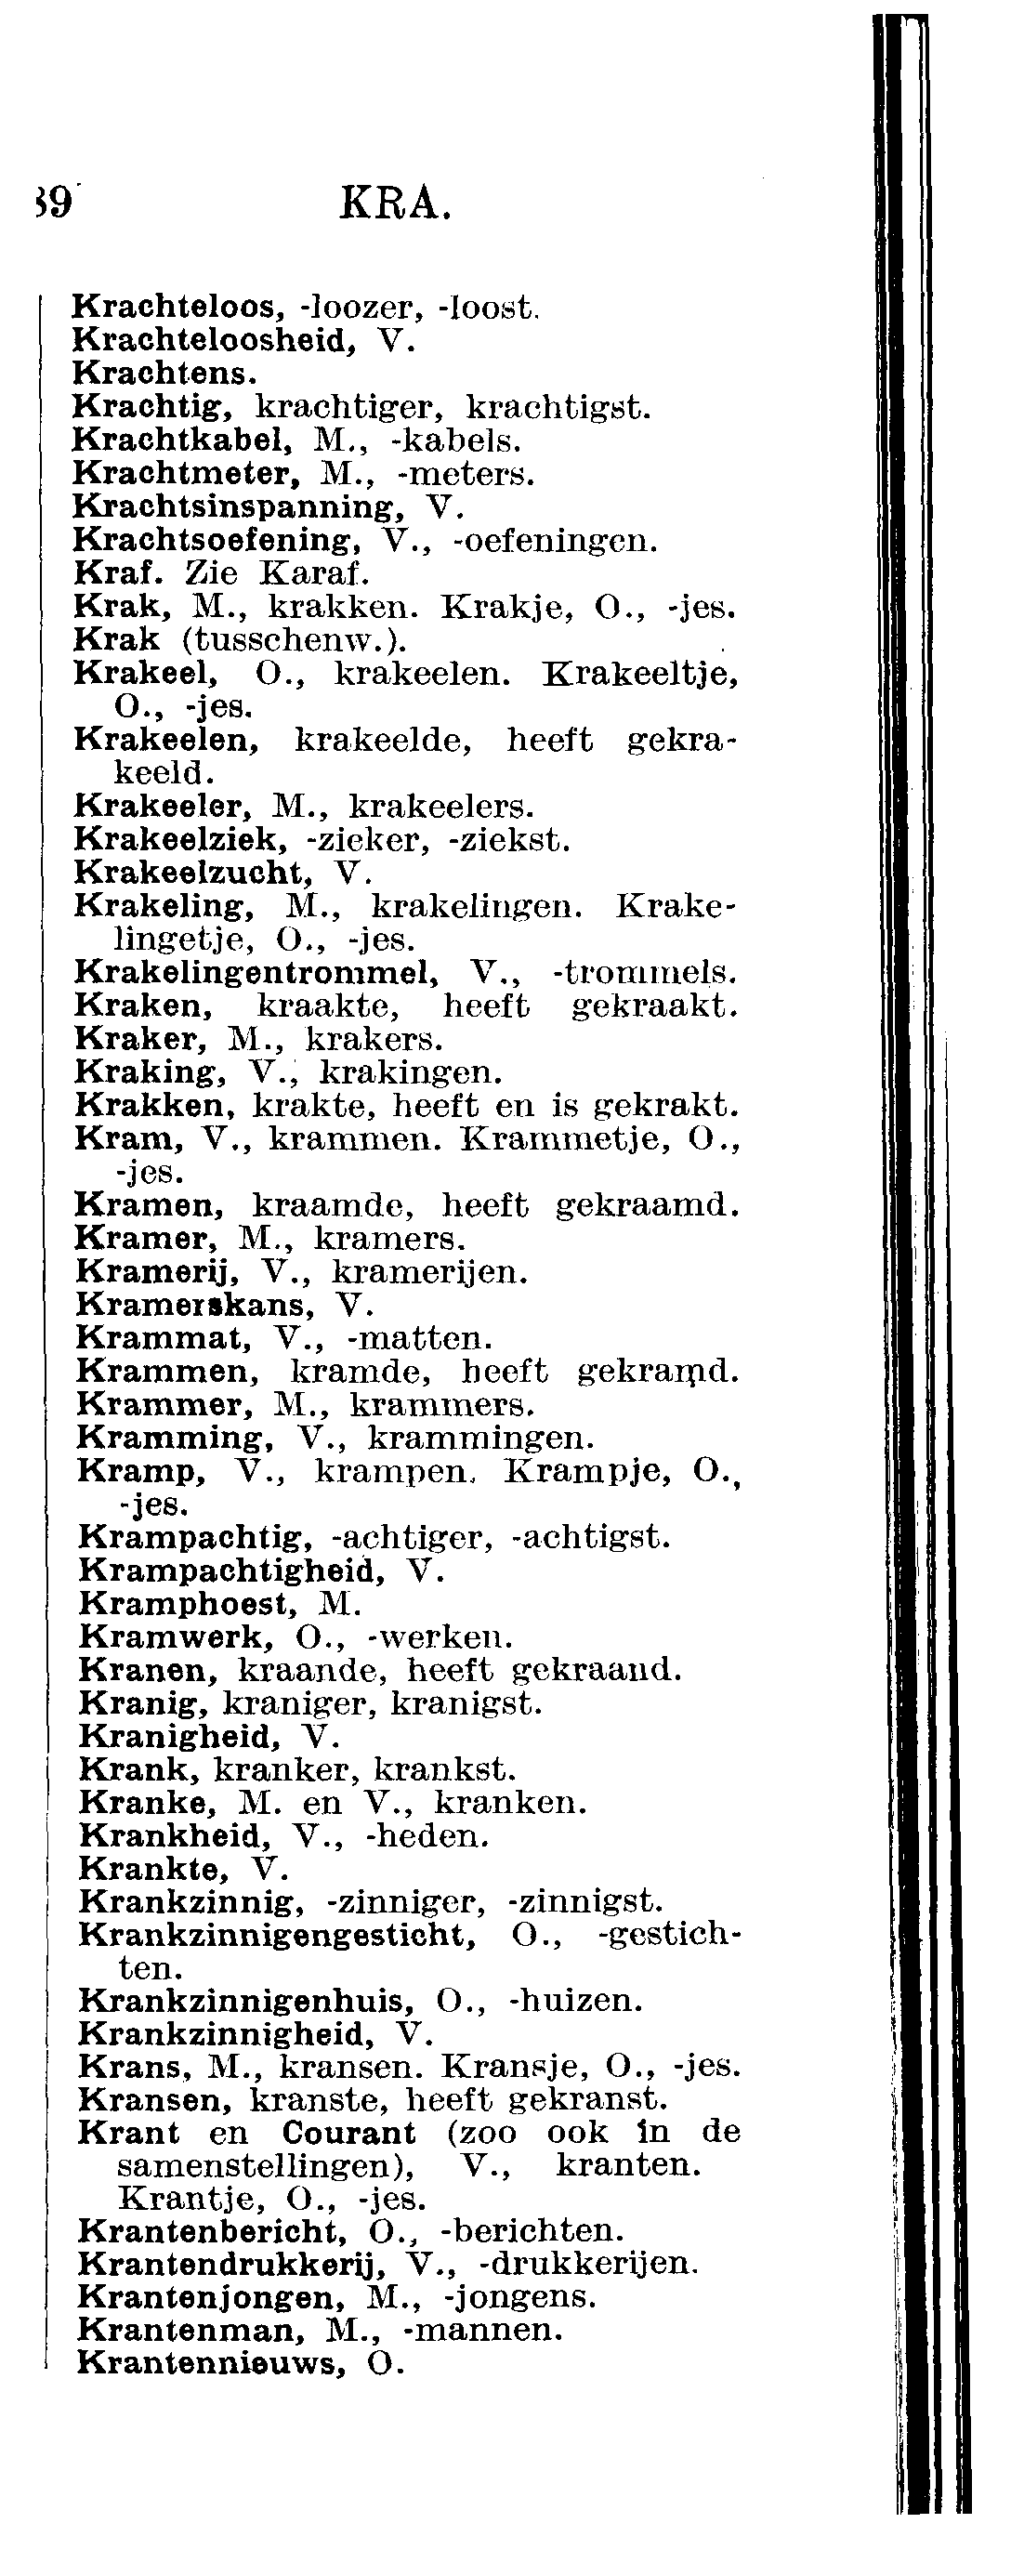 39 KRA.
Krachteloos, -loozer, -loost.
Krachteloosheid, V.
Krachtens.
Krachtig, krachtiger, krachtigst.
Krachtkabel, M., -kabels.
Krachtmeter, M., -meters.
Krachtsinspanning, V.
Krachtsoefening, V., -oefeningen.
Kraf. Zie Karaf.
Krak, M., krakken. Krakje, O., -jes.
Krak (tusschenw.).
Krakeel, O., krakeelen. Krakeeltje,
O., -jes.
Krakeelen, krakeelde, heeft gekra-
keeld.
Krakeeler, M., krakeelers.
Krakeelziek, -zieker, -ziekst.
Krakeelzucht, V.
Krakeling, M., krakelingen. Krake-
lingetje, O., -jes.
Krakelingentrommel, V., -trommels.
Kraken, kraakte, heeft gekraakt.
Kraker, M., krakers.
Kraking, V., krakingen.
Krakken, krakte, heeft en is gekrakt.
Kram, V., krammen. Krammetje, O.,
-jes.
Kramen, kraamde, heeft gekraamd.
Kramer, M., kramers.
Kramerij, V., kramerijen.
Kramerskans, V.
Krammat, V., -matten.
Krammen, kramde, heeft gekramd.
Krammer, M., krammers.
Kramming, V., krammingen.
Kramp, V., krampen. Krampje, O.,
-jes.
Krampachtig, -achtiger, -achtigst.
Krampachtigheid, V.
Kramphoest, M.
Kramwerk, O., -werken.
Kranen, kraande, heeft gekraand.
Kranig, kraniger, kranigst.
Kranigheid, V.
Krank, kranker, krankst.
Kranke, M. en V., kranken.
Krankheid, V., -heden.
Krankte, V.
Krankzinnig, -zinniger, -zinnigst.
Krankzinnigengesticht, O., -gestich-
ten.
Krankzinnigenhuis, O., -huizen.
Krankzinnigheid, V.
Krans, M., kransen. Kransje, O., -jes.
Kransen, kranste, heeft gekranst.
Krant en Courant (zoo ook in de
samenstellingen), V., kranten.
Krantje, O., -jes.
Krantenbericht, O., -berichten.
Krantendrukkerij, V., -drukkerijen.
Krantenjongen, M., -jongens.
Krantenman, M., -mannen.
Krantennieuws, O.